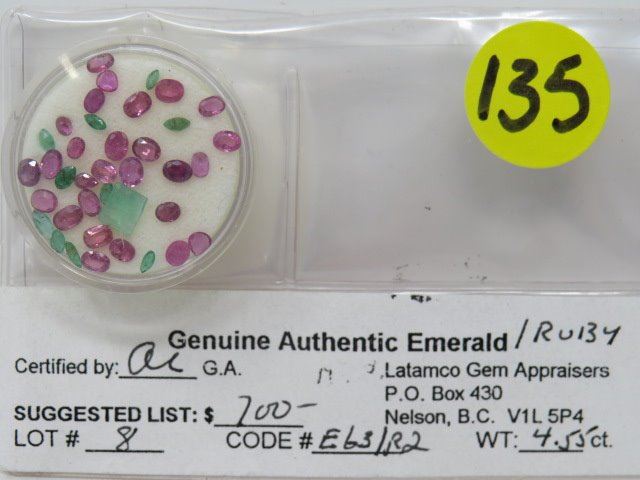 135
Genuine Authentic Emerald / RUBY
Certified by: G.A.
Latamco Gem Appraisers
P.O. Box 430
SUGGESTED LIST: $ 700-
Nelson, B.C. V1L 5P4
LOT # 8 CODE # E63/R2 WT: 4.55 ct.